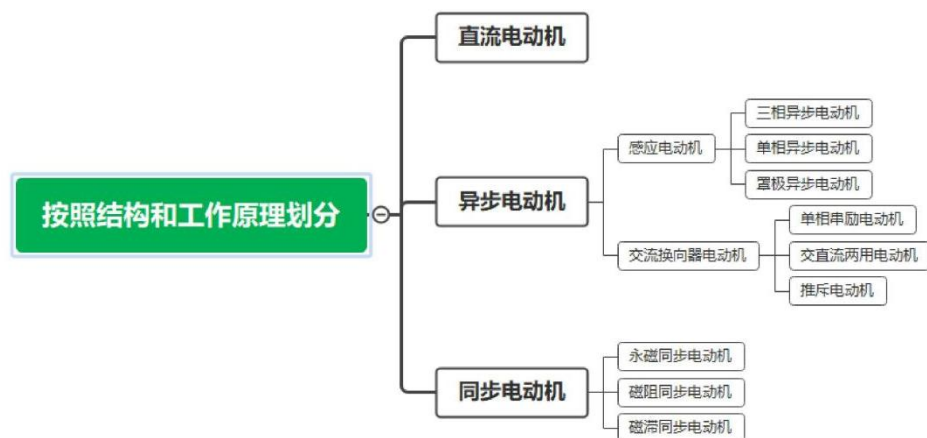 按照结构和工作原理划分
直流电动机
异步电动机
感应电动机
三相异步电动机
单相异步电动机
罩极异步电动机
交流换向器电动机
单相串励电动机
交直流两用电动机
推斥电动机
同步电动机
永磁同步电动机
磁阻同步电动机
磁滞同步电动机